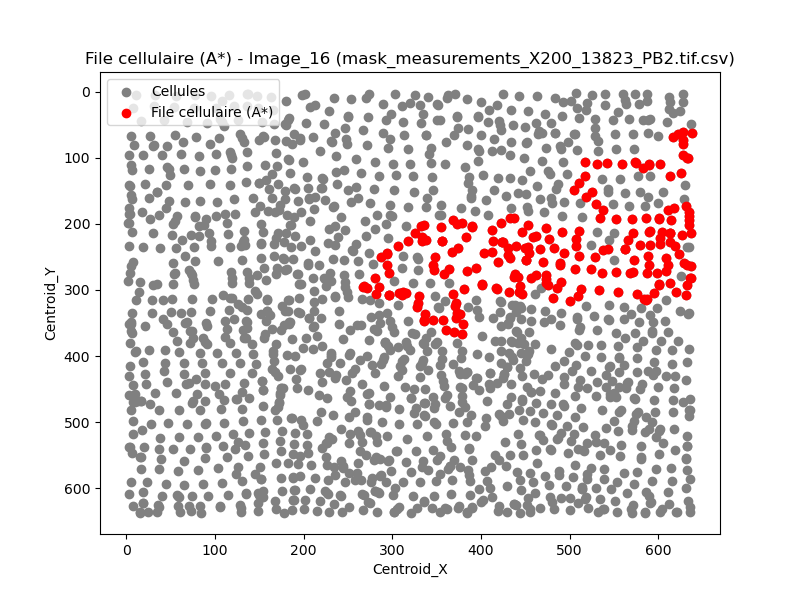 File cellulaire (A*) - Image_16 (mask_measurements_X200_13823_PB2.tif.csv)
Cellules
File cellulaire (A*)
Centroid_Y
0
100
200
300
400
500
600
0 100 200 300 400 500 600
Centroid_X